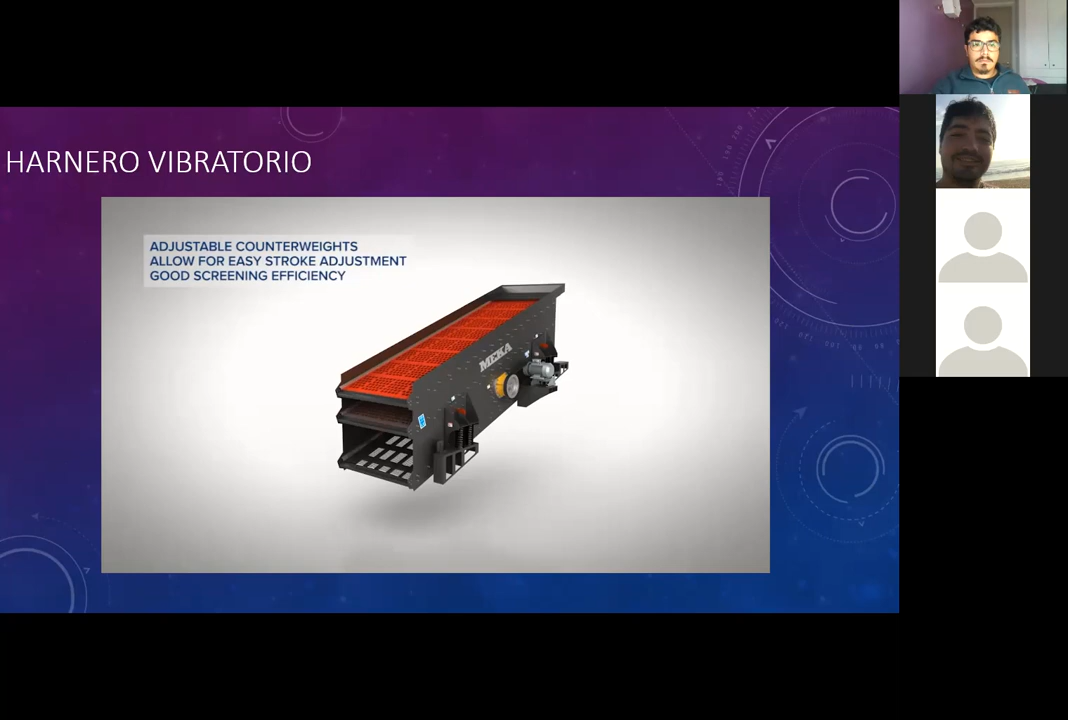 HARNERO VIBRATORIO
ADJUSTABLE COUNTERWEIGHTS
ALLOW FOR EASY STROKE ADJUSTMENT
GOOD SCREENING EFFICIENCY
MEKA